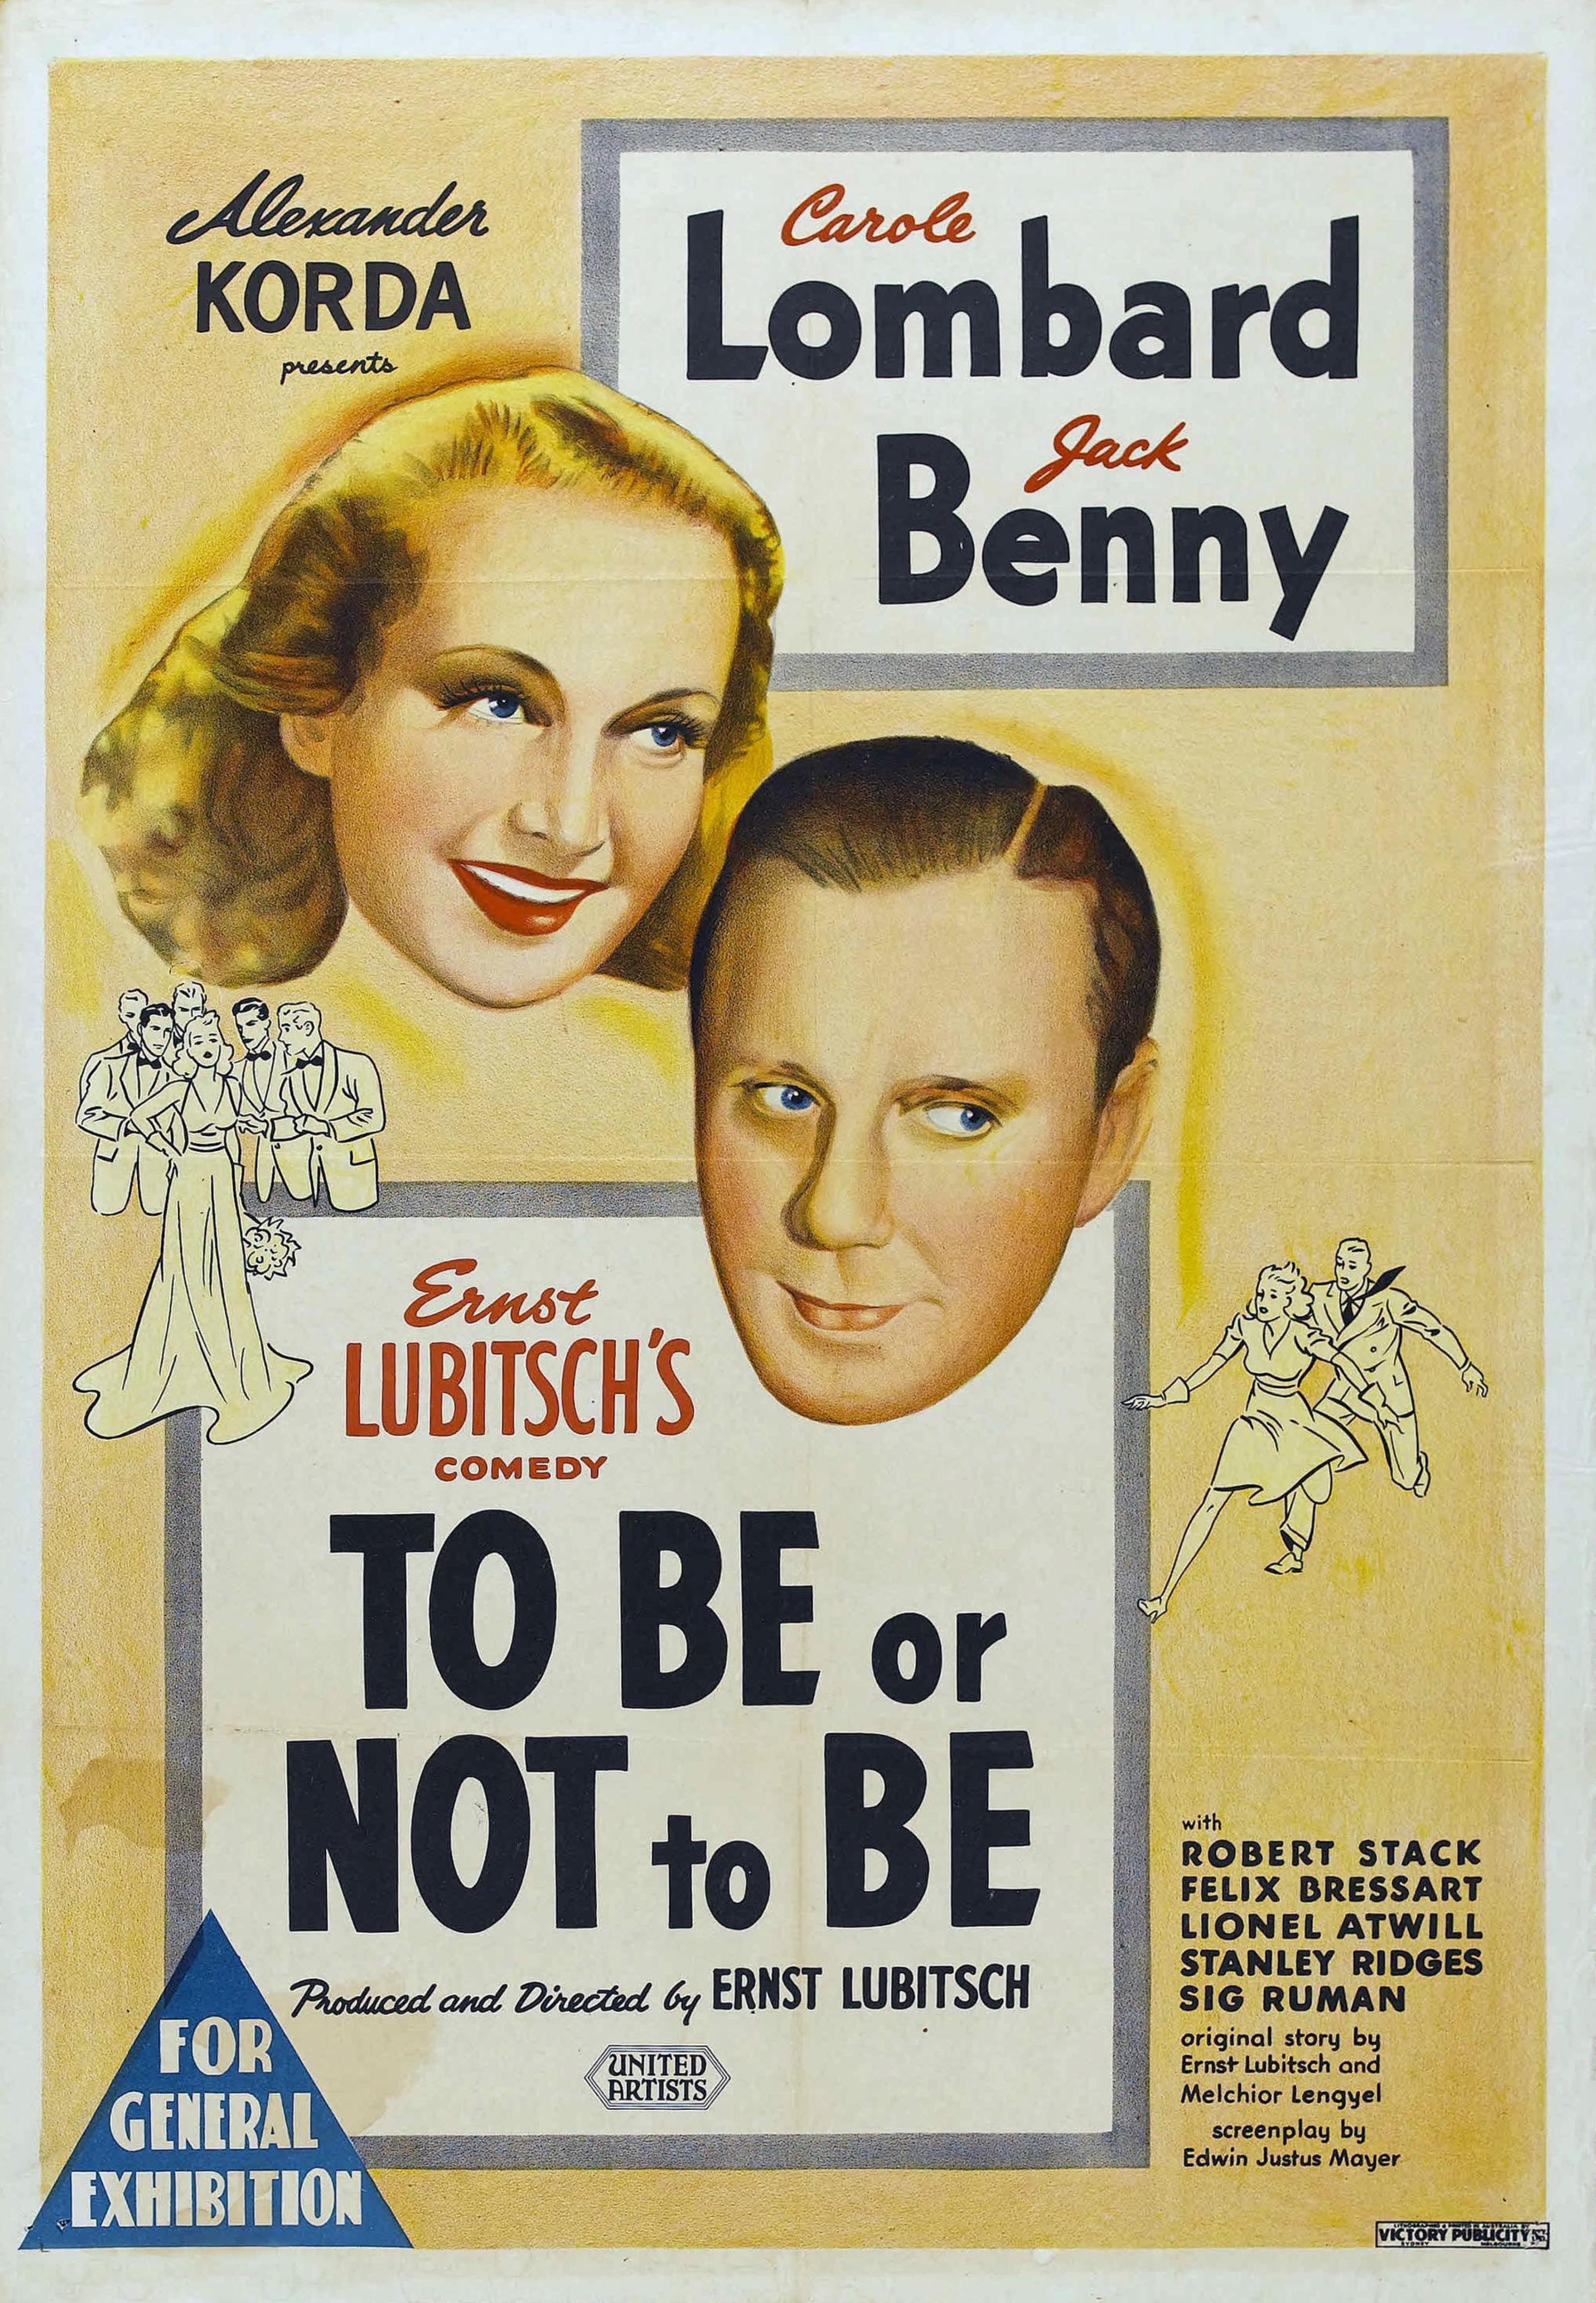 Alexander
KORDA
presents
Carole
Lombard
Jack
Benny
Ernst
LUBITSCH'S
COMEDY
TO BE or
NOT to BE
Produced and Directed by ERNST LUBITSCH
UNITED
ARTISTS
FOR
GENERAL
EXHIBITION
with
ROBERT STACK
FELIX BRESSART
LIONEL ATWILL
STANLEY RIDGES
SIG RUMAN
original story by
Ernst Lubitsch and
Melchior Lengyel
screenplay by
Edwin Justus Mayer
VICTORY PUBLICITY
SYDNEY MELBOURNE